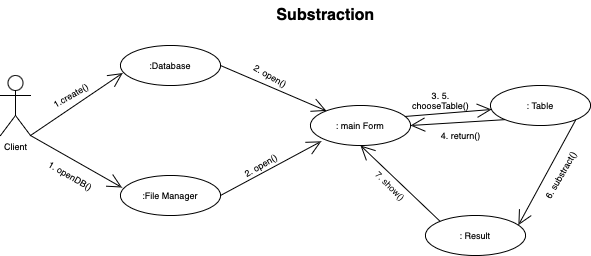 Substraction
:Database
2. open()
1.create()
3. 5.
chooseTable()
: Table
: main Form
4. return()
Client
1. openDB()
2. open()
:File Manager
7. show()
6. substract()
: Result